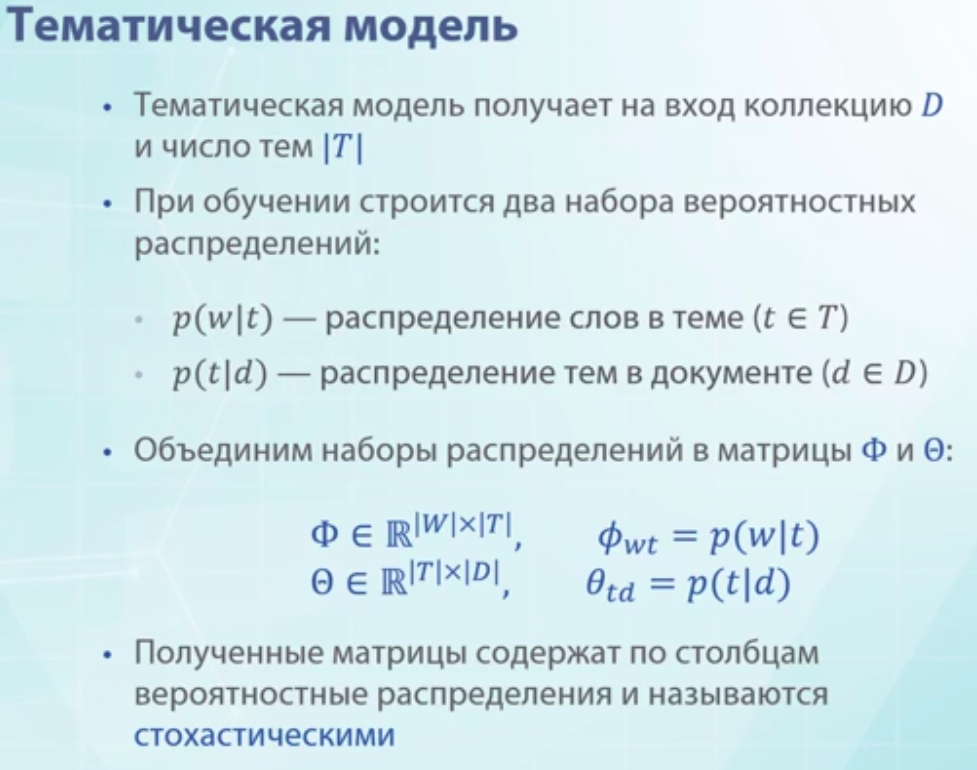 Тематическая модель
• Тематическая модель получает на вход коллекцию D
и число тем |T|
• При обучении строится два набора вероятностных
распределений:
• p(w|t) — распределение слов в теме (t ∈ T)
• p(t|d) — распределение тем в документе (d ∈ D)
• Объединим наборы распределений в матрицы Φ и Θ:
Φ ∈ ℝ^{|W|×|T|}, ϕ_{wt} = p(w|t)
Θ ∈ ℝ^{|T|×|D|}, θ_{td} = p(t|d)
• Полученные матрицы содержат по столбцам
вероятностные распределения и называются
стохастическими